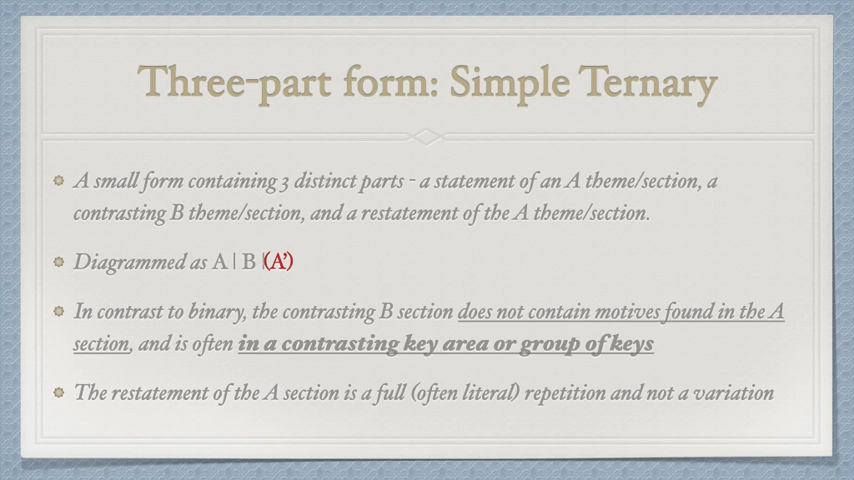 Three-part form: Simple Ternary
A small form containing 3 distinct parts - a statement of an A theme/section, a
contrasting B theme/section, and a restatement of the A theme/section.
Diagrammed as A | B |(A')
In contrast to binary, the contrasting B section does not contain motives found in the A
section, and is often in a contrasting key area or group of keys
The restatement of the A section is a full (often literal) repetition and not a variation